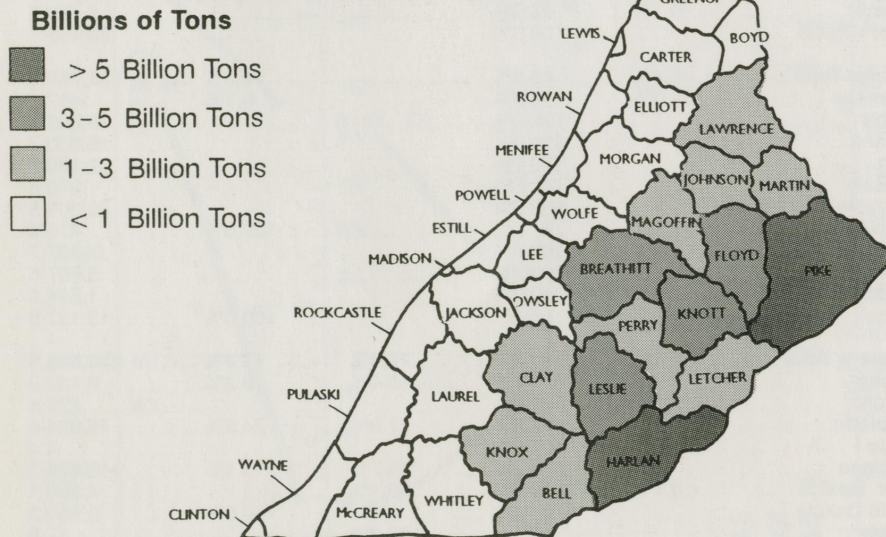 Billions of Tons
> 5 Billion Tons
3-5 Billion Tons
1-3 Billion Tons
< 1 Billion Tons
LEWIS
CARTER
BOYD
ROWAN
ELLIOTT
LAWRENCE
MENIFEE
MORGAN
JOHNSON
MARTIN
POWELL
WOLFE
MAGOFFIN
ESTILL
LEE
BREATHITT
FLOYD
PIKE
MADISON
OWSLEY
ROCKCASTLE
JACKSON
PERRY
KNOTT
CLAY
LESLIE
LETCHER
PULASKI
LAUREL
KNOX
HARLAN
WAYNE
McCREARY
WHITLEY
BELL
CLINTON